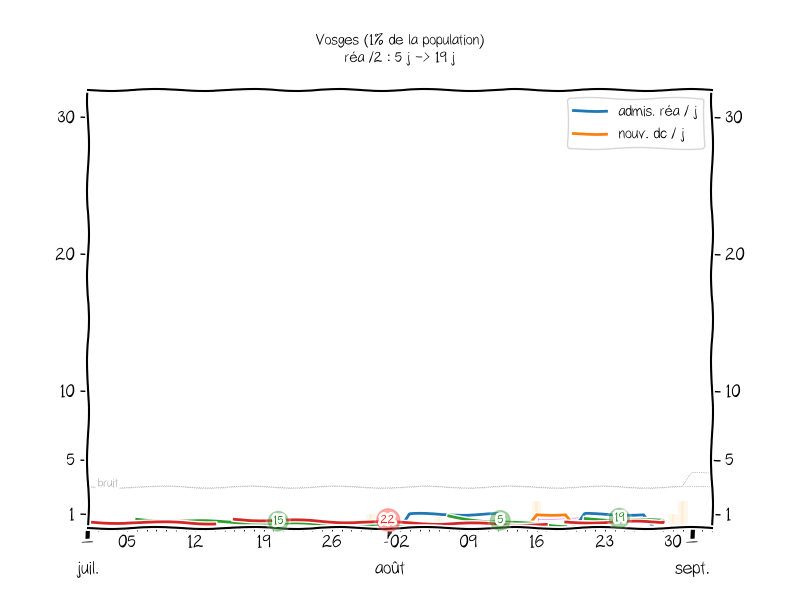 Vosges (1% de la population)
réa /2 : 5 j -> 19 j
admis. réa / j
nouv. dc / j
30
30
20
20
10
10
5
5
bruit
1
1
15
22
5
19
05
12
19
26
02
09
16
23
30
juil.
août
sept.